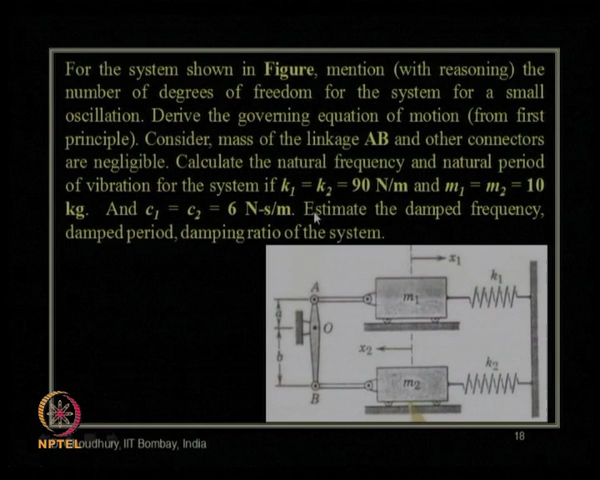 For the system shown in Figure, mention (with reasoning) the
number of degrees of freedom for the system for a small
oscillation. Derive the governing equation of motion (from first
principle). Consider, mass of the linkage AB and other connectors
are negligible. Calculate the natural frequency and natural period
of vibration for the system if k1 = k2 = 90 N/m and m1 = m2 = 10
kg. And c1 = c2 = 6 N-s/m. Estimate the damped frequency,
damped period, damping ratio of the system.
x1
A
m1
k1
a
O
x2
b
k2
m2
B
18
NPTEL
oudhury, IIT Bombay, India